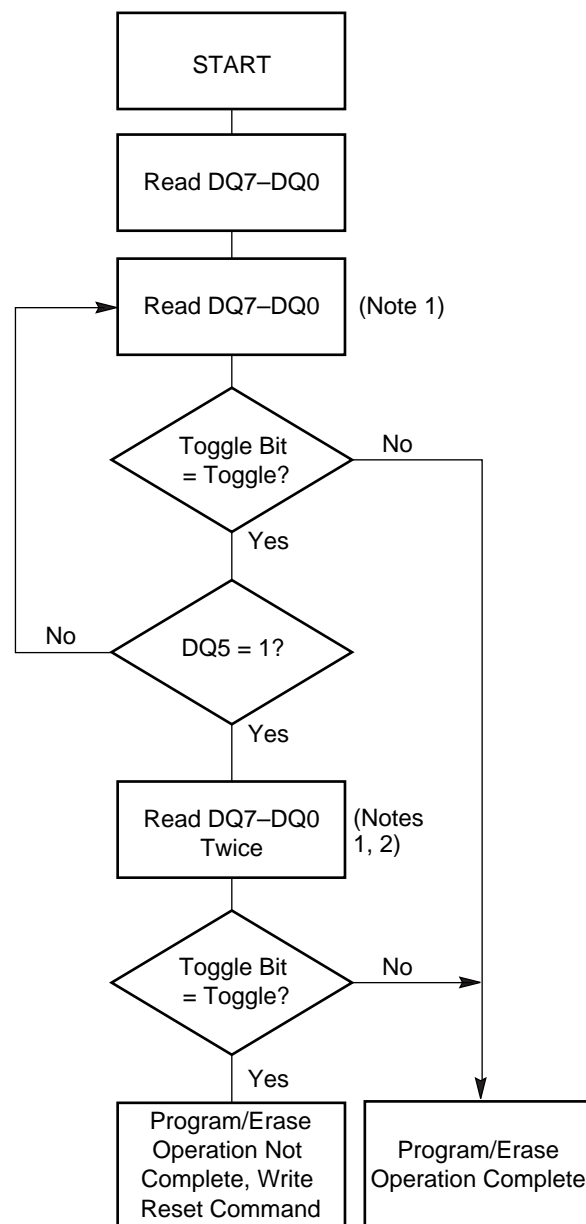 START
Read DQ7–DQ0
Read DQ7–DQ0
(Note 1)
Toggle Bit
= Toggle?
No
Yes
DQ5 = 1?
No
Yes
Read DQ7–DQ0
Twice
(Notes
1, 2)
Toggle Bit
= Toggle?
No
Yes
Program/Erase
Operation Not
Complete, Write
Reset Command
Program/Erase
Operation Complete